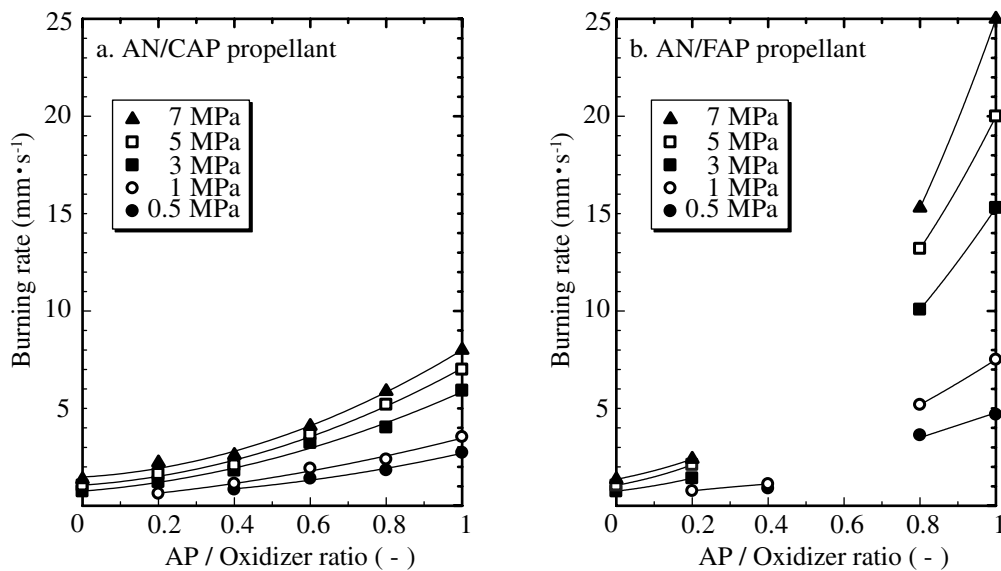 a. AN/CAP propellant
7 MPa
5 MPa
3 MPa
1 MPa
0.5 MPa
Burning rate (mm・s-1)
25
20
15
10
5
0 0.2 0.4 0.6 0.8 1
AP / Oxidizer ratio ( - )
b. AN/FAP propellant
7 MPa
5 MPa
3 MPa
1 MPa
0.5 MPa
Burning rate (mm・s-1)
25
20
15
10
5
0 0.2 0.4 0.6 0.8 1
AP / Oxidizer ratio ( - )